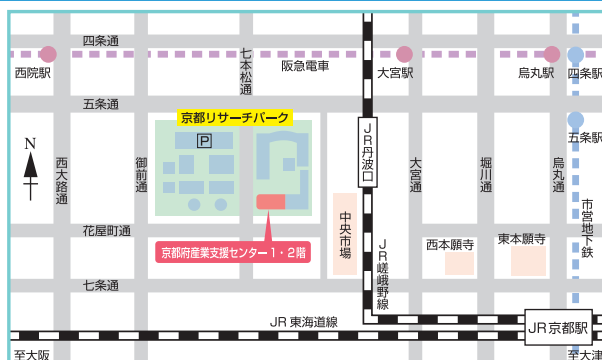 四条通
西院駅
七本松通
阪急電車
大宮駅
烏丸駅
四条駅
五条通
京都リサーチパーク
P
JR丹波口
五条駅
N
西大路通
御前通
大宮通
堀川通
烏丸通
市営地下鉄
花屋町通
中央市場
西本願寺
東本願寺
京都府産業支援センター1・2階
JR嵯峨野線
七条通
JR東海道線
JR京都駅
至大阪
至大津